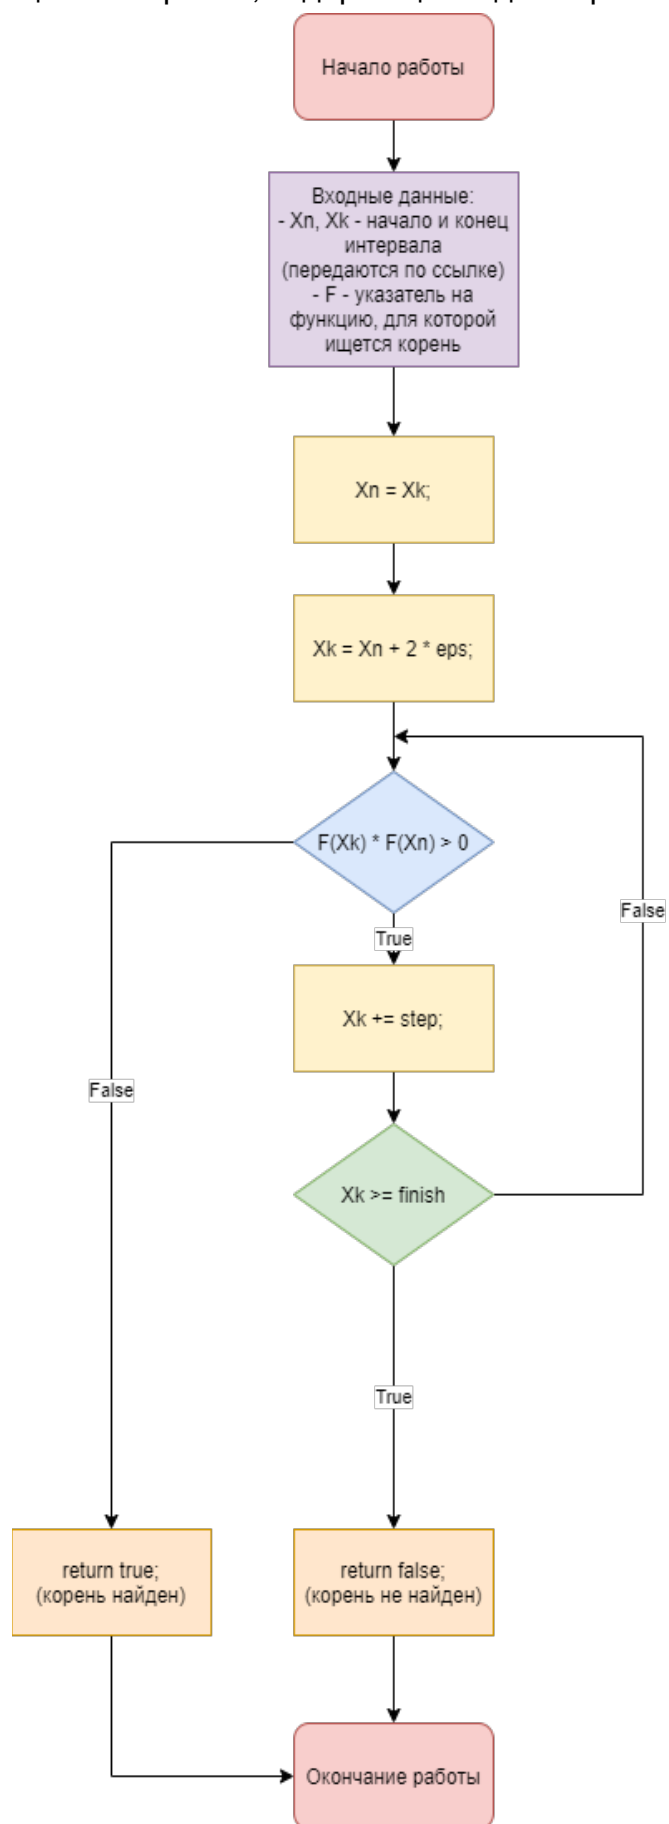 Начало работы
Входные данные:
- Xn, Xk - начало и конец
интервала
(передаются по ссылке)
- F - указатель на
функцию, для которой
ищется корень
Xn = Xk;
Xk = Xn + 2 * eps;
F(Xk) * F(Xn) > 0
False
True
Xk += step;
False
Xk >= finish
True
return true;
(корень найден)
return false;
(корень не найден)
Окончание работы